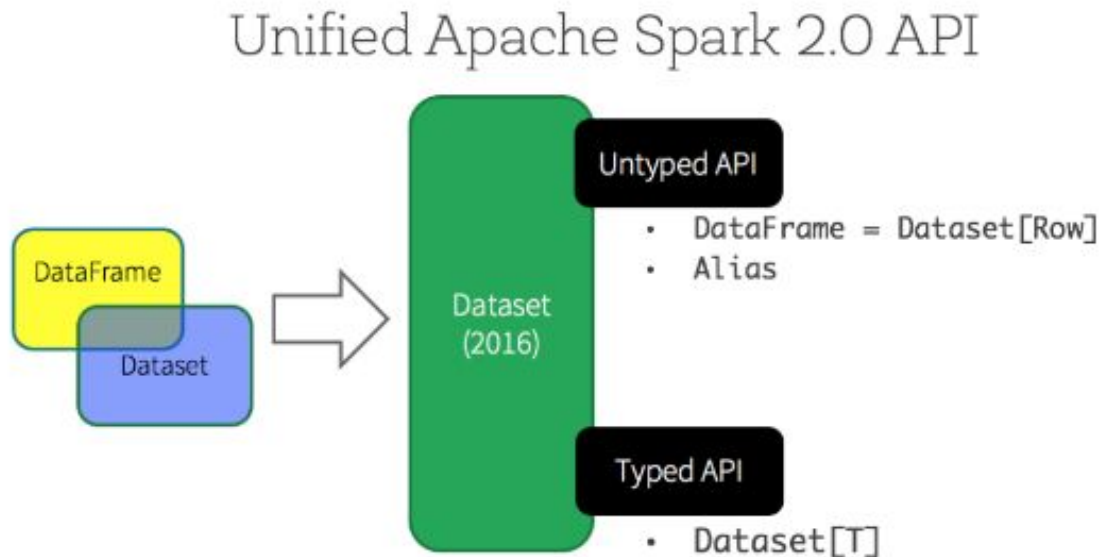 Unified Apache Spark 2.0 API
DataFrame
Dataset
Dataset
(2016)
Untyped API
• DataFrame = Dataset[Row]
• Alias
Typed API
• Dataset[T]